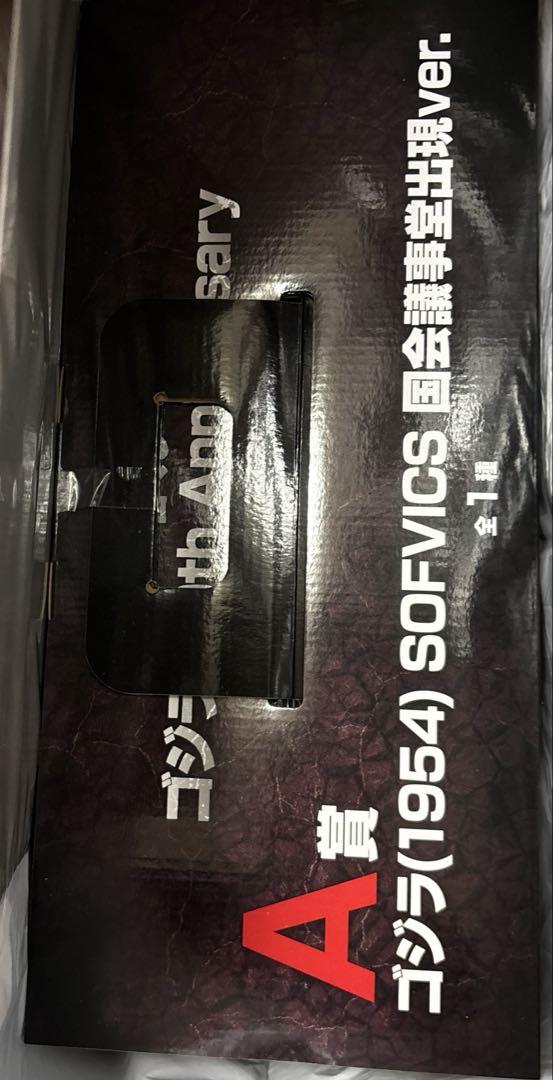 ゴジラ
th Ann
sary
A賞
ゴジラ(1954) SOFVICS 国会議事堂出現ver.
全1種